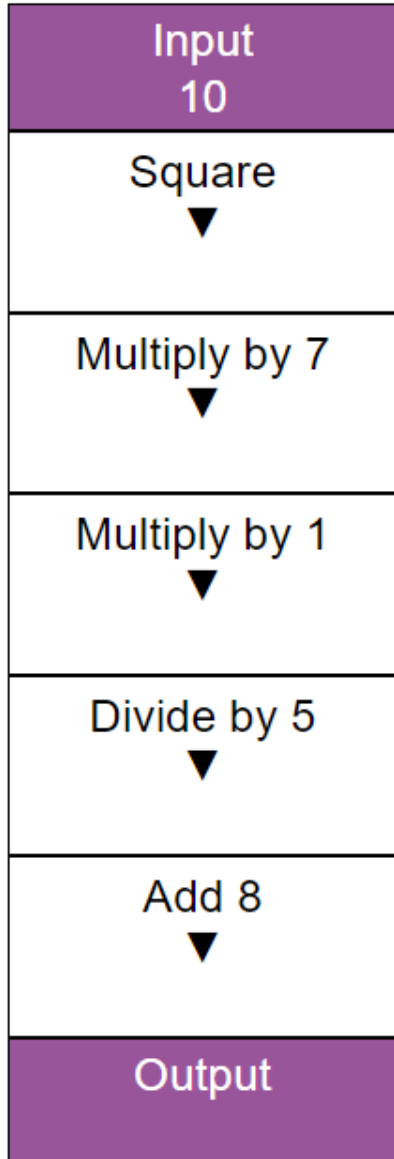 Input
10
Square
▼
Multiply by 7
▼
Multiply by 1
▼
Divide by 5
▼
Add 8
▼
Output